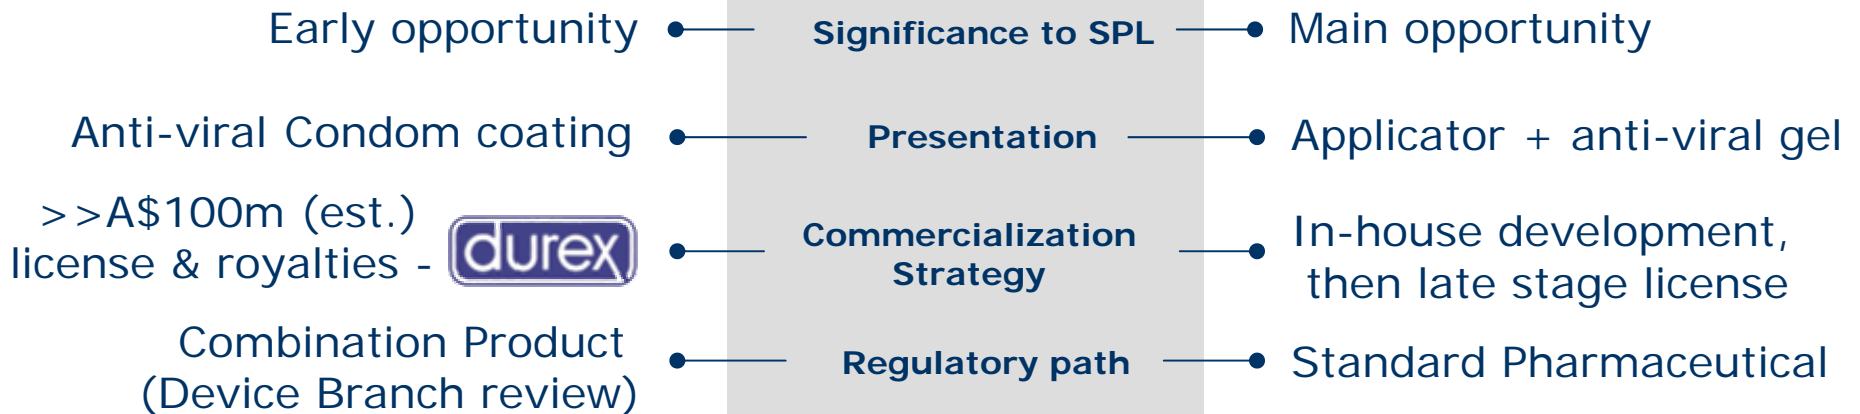 Early opportunity Significance to SPL Main opportunity
Anti-viral Condom coating Presentation Applicator + anti-viral gel
>>A$100m (est.)
license & royalties - durex
Commercialization
Strategy
In-house development,
then late stage license
Combination Product
(Device Branch review)
Regulatory path
Standard Pharmaceutical